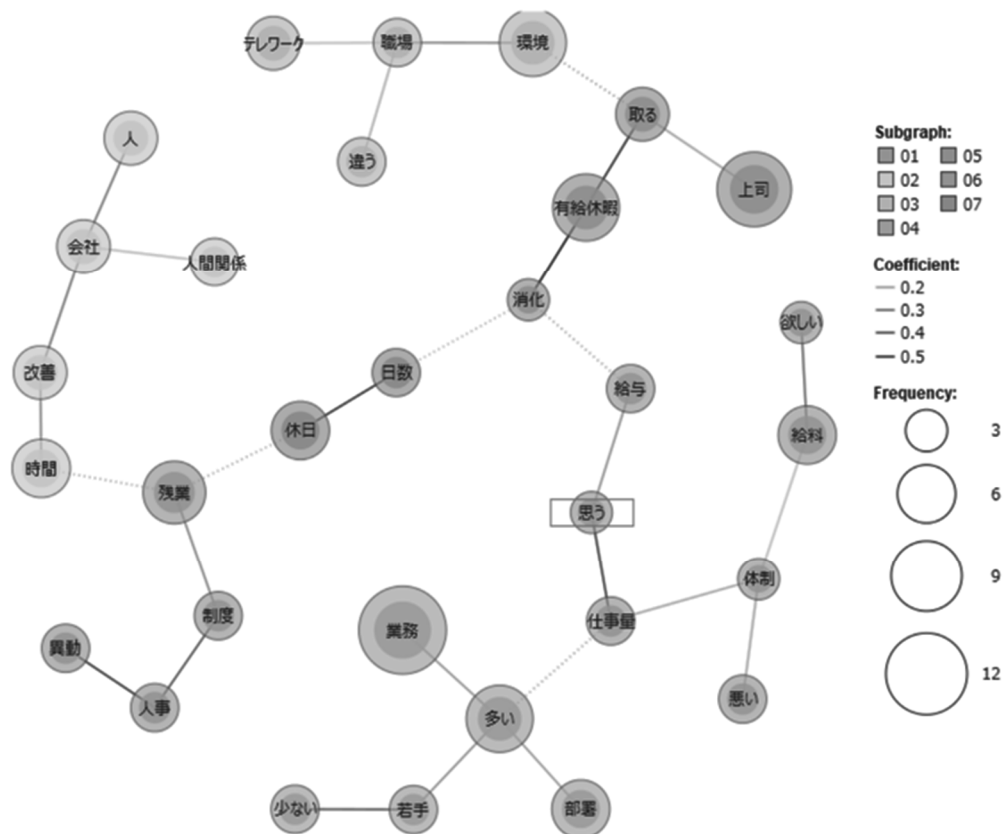 テレワーク
職場
環境
取る
人
違う
上司
有給休暇
会社
人間関係
消化
欲しい
改善
日数
給与
休日
給料
時間
残業
思う
体制
制度
仕事量
業務
異動
人事
悪い
多い
少ない
若手
部署
Subgraph:
01 05
02 06
03 07
04
Coefficient:
0.2
0.3
0.4
0.5
Frequency:
3
6
9
12